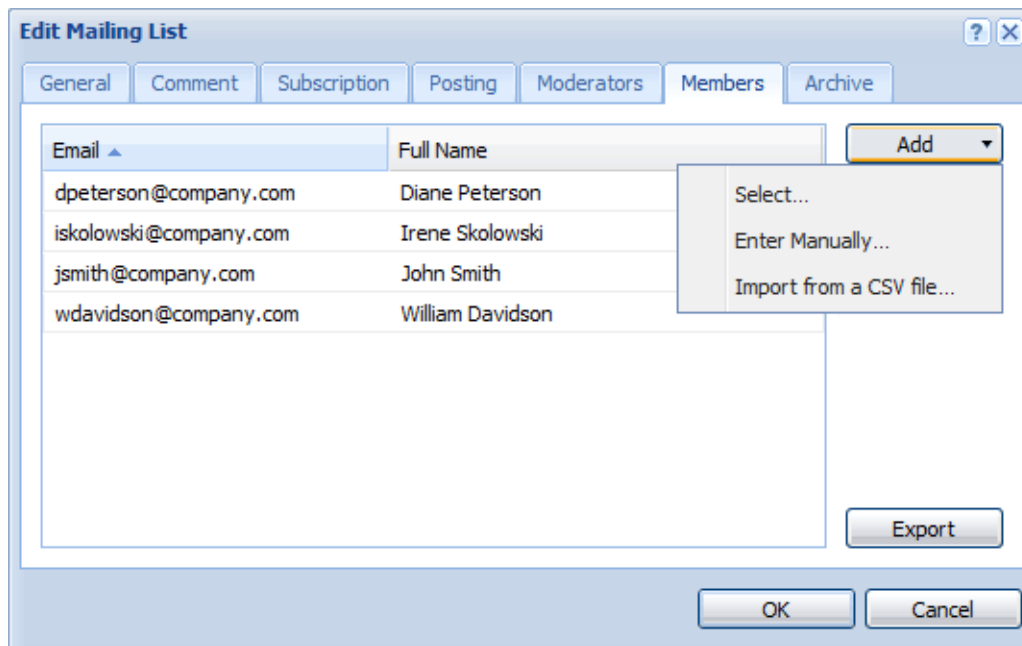 Edit Mailing List
General Comment Subscription Posting Moderators Members Archive
Email Full Name Add
dpeterson@company.com Diane Peterson Select...
iskolowski@company.com Irene Skolowski Enter Manually...
jsmith@company.com John Smith Import from a CSV file...
wdavidson@company.com William Davidson
Export
OK Cancel